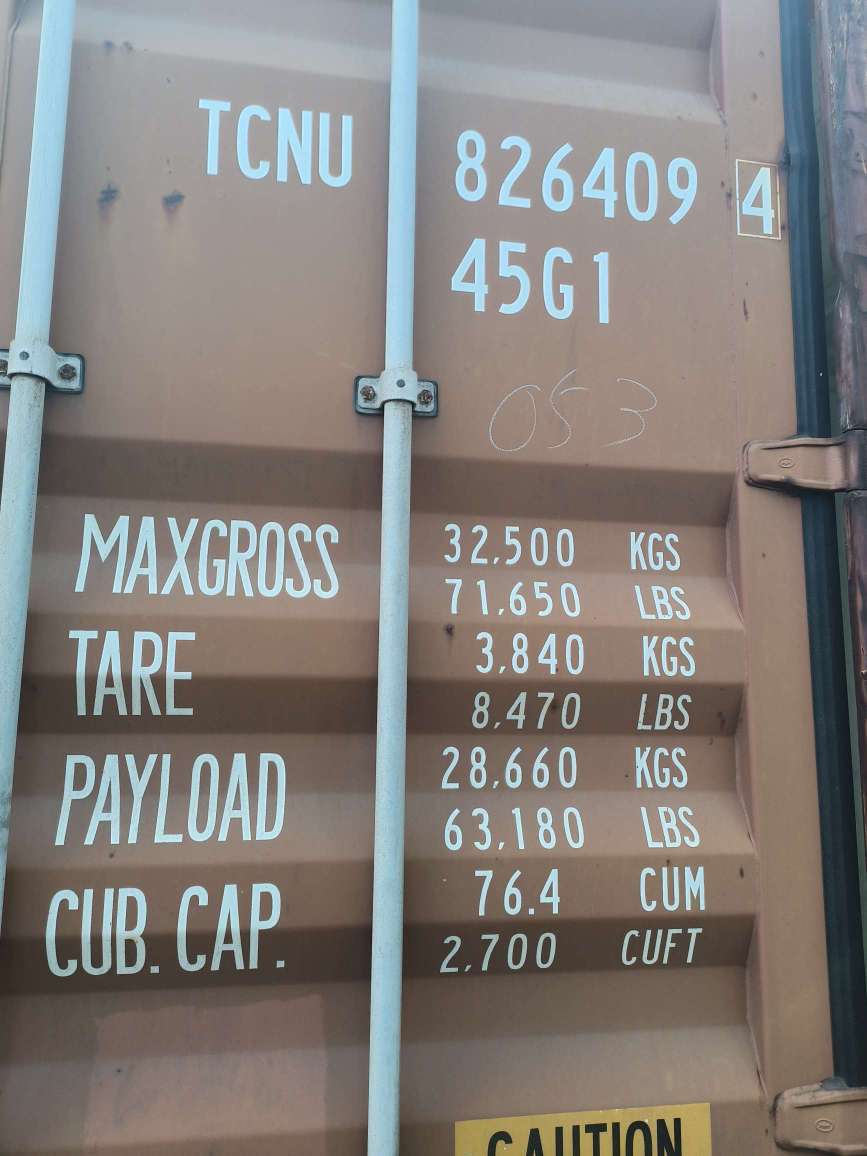 TCNU 826409 4
45G1
053
MAXGROSS 32,500 KGS
71,650 LBS
TARE 3,840 KGS
8,470 LBS
PAYLOAD 28,660 KGS
63,180 LBS
CUB. CAP. 76.4 CUM
2,700 CUFT
CAUTION